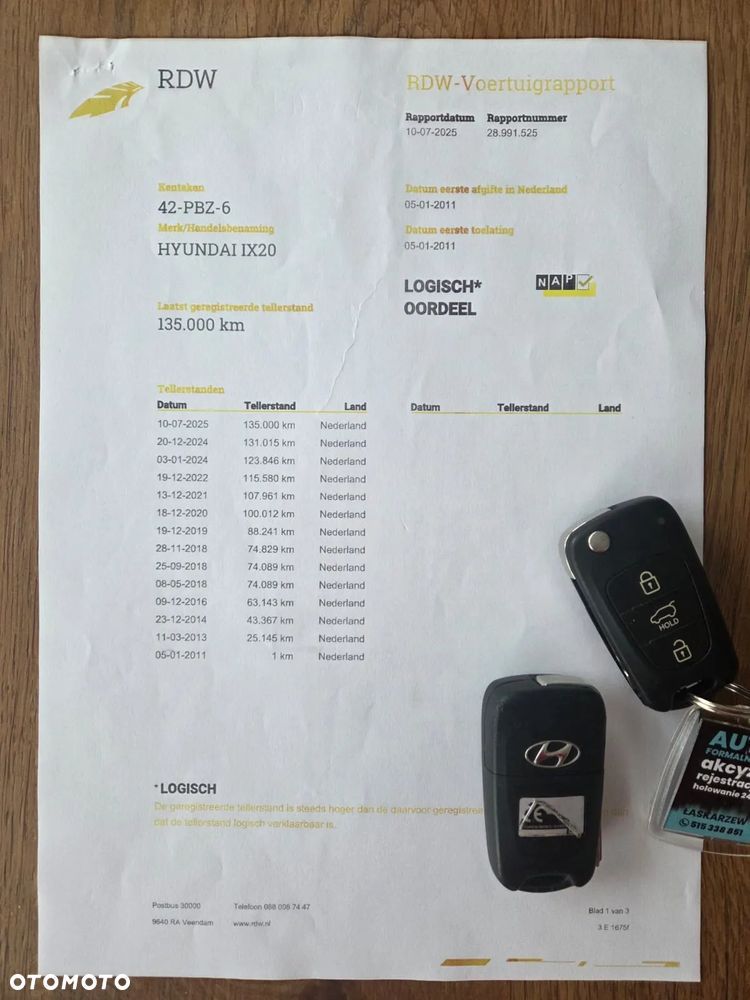 RDW
RDW-Voertuigrapport
Rapportdatum Rapportnummer
10-07-2025 28.991.525
Kenteken
42-PBZ-6
Merk/Handelsbenaming
HYUNDAI IX20
Datum eerste afgifte in Nederland
05-01-2011
Datum eerste toelating
05-01-2011
LOGISCH*
OORDEEL
NAP
Laatst geregistreerde tellerstand
135.000 km
Tellerstanden
Datum Tellerstand Land Datum Tellerstand Land
10-07-2025 135.000 km Nederland
20-12-2024 131.015 km Nederland
03-01-2024 123.846 km Nederland
19-12-2022 115.580 km Nederland
13-12-2021 107.961 km Nederland
18-12-2020 100.012 km Nederland
19-12-2019 88.241 km Nederland
28-11-2018 74.829 km Nederland
25-09-2018 74.089 km Nederland
08-05-2018 74.089 km Nederland
09-12-2016 63.143 km Nederland
23-12-2014 43.367 km Nederland
11-03-2013 25.145 km Nederland
05-01-2011 1 km Nederland
HOLD
AU
FORMALN
akcyz
rejestrac
holowanie 24
ŁASKARZEW
515 338 851
* LOGISCH
De geregistreerde tellerstand is steeds hoger dan de daarvoor geregistree
dat de tellerstand logisch verklaarbaar is.
Postbus 30000 Telefoon 088 008 74 47
9640 RA Veendam www.rdw.nl
Blad 1 van 3
3 E 1675f
OTOMOTO